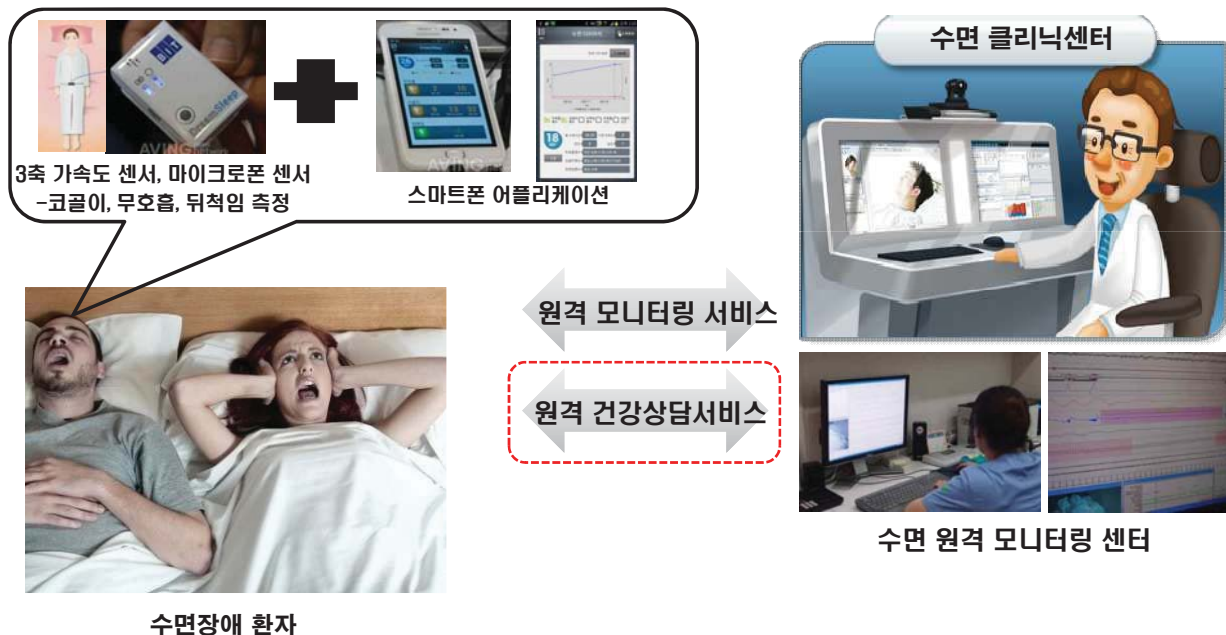 수면 클리닉센터
DreamSleep
AVING
AVING
18
3축 가속도 센서, 마이크로폰 센서
-코골이, 무호흡, 뒤척임 측정
스마트폰 어플리케이션
원격 모니터링 서비스
원격 건강상담서비스
수면 원격 모니터링 센터
수면장애 환자